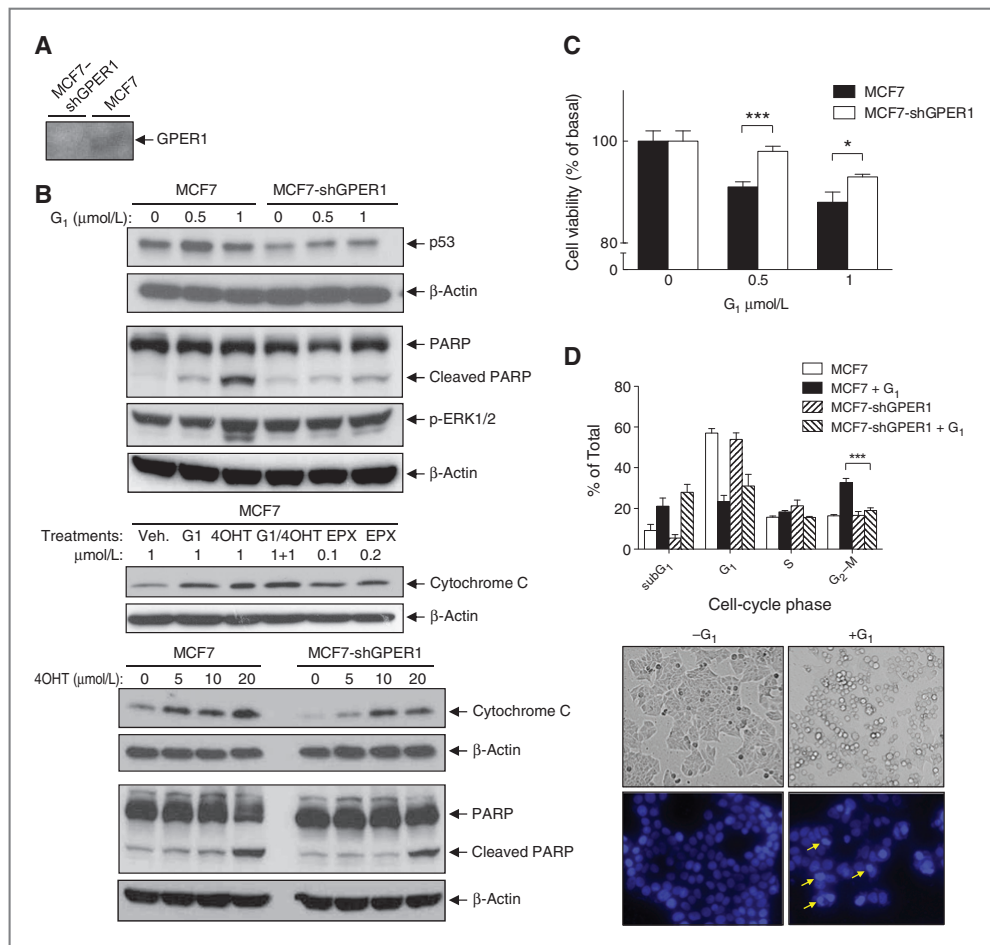 A
MCF7–
shGPER1
MCF7
GPER1
B
MCF7 MCF7-shGPER1
G1 (μmol/L): 0 0.5 1 0 0.5 1
p53
β-Actin
PARP
Cleaved PARP
p-ERK1/2
β-Actin
MCF7
Treatments: Veh. G1 4OHT G1/4OHT EPX EPX
μmol/L: 1 1 1 1+1 0.1 0.2
Cytochrome C
β-Actin
MCF7 MCF7-shGPER1
4OHT (μmol/L): 0 5 10 20 0 5 10 20
Cytochrome C
β-Actin
PARP
Cleaved PARP
β-Actin
C
MCF7
MCF7-shGPER1
*** *
Cell viability (% of basal)
100
80
0
0 0.5 1
G1 μmol/L
D
MCF7
MCF7 + G1
MCF7-shGPER1
MCF7-shGPER1 + G1
***
% of Total
80
60
40
20
0
subG1 G1 S G2–M
Cell-cycle phase
–G1 +G1